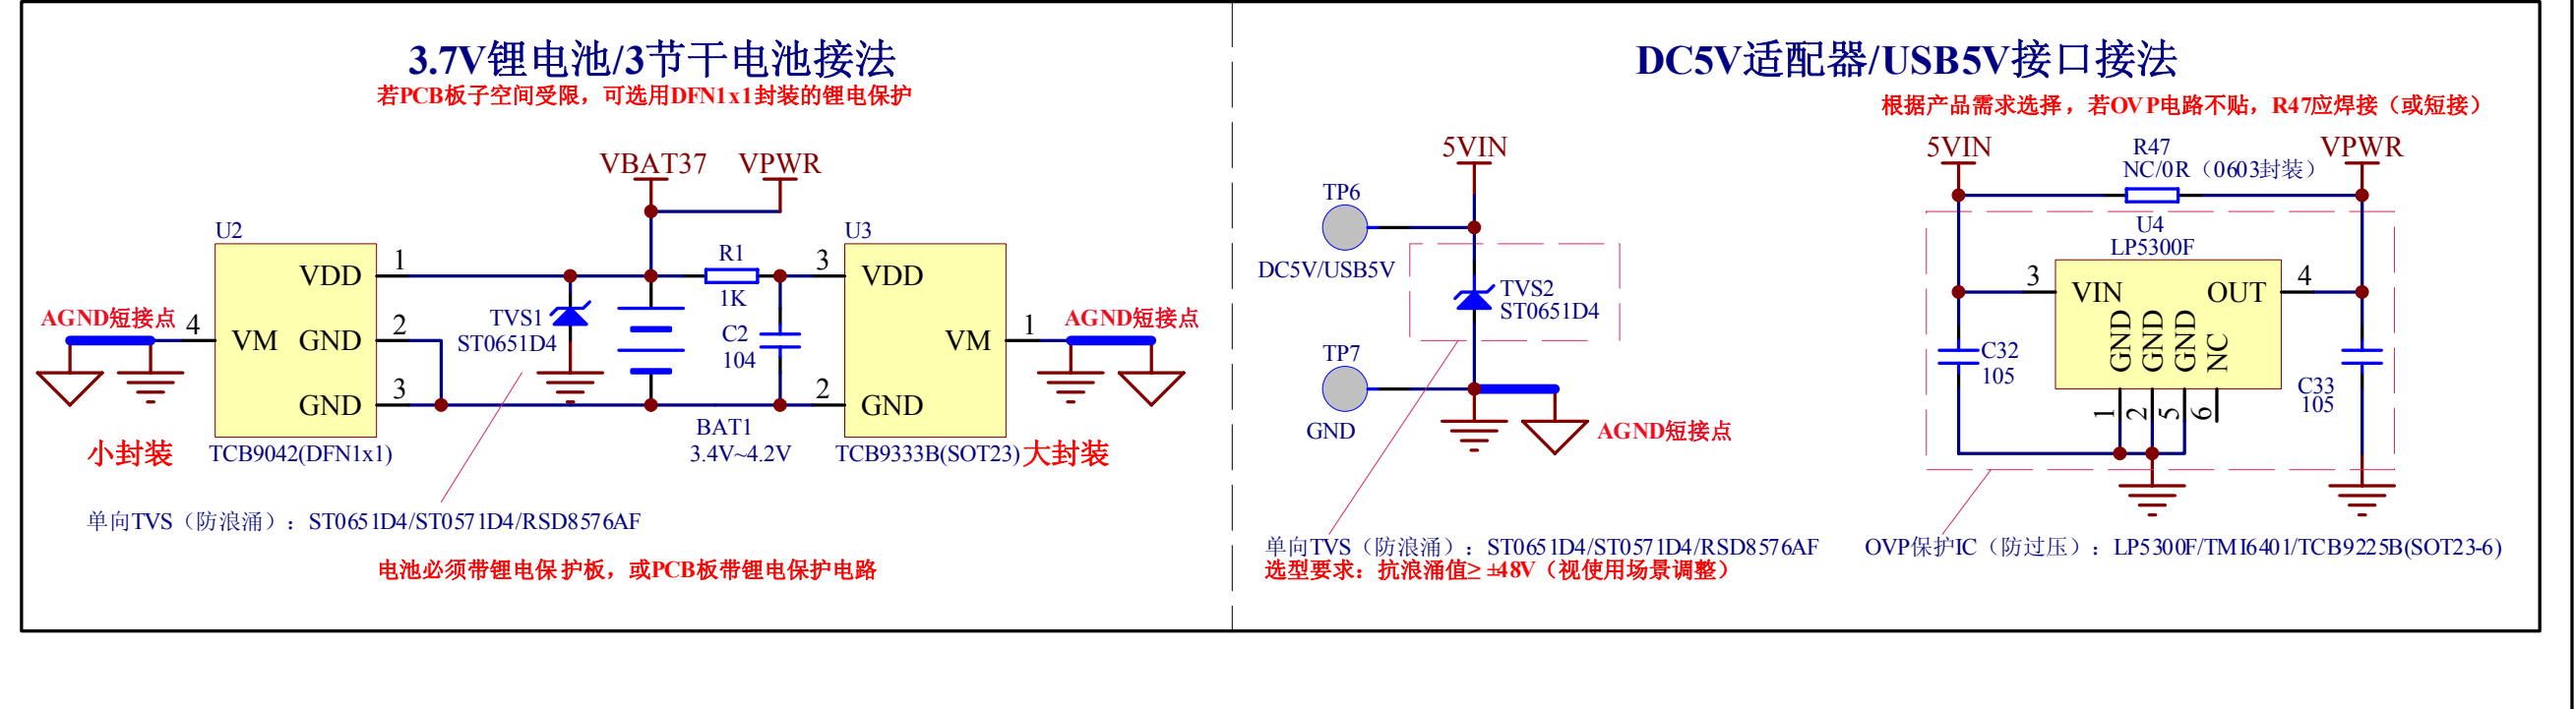 3.7V锂电池/3节干电池接法
若PCB板子空间受限，可选用DFN1x1封装的锂电保护
VBAT37
VPWR
U2
VDD
1
AGND短接点
4
VM
GND
2
GND
3
小封装
TCB9042(DFN1x1)
TVS1
ST0651D4
R1
1K
C2
104
BAT1
3.4V~4.2V
U3
3
VDD
VM
1
AGND短接点
2
GND
TCB9333B(SOT23)
大封装
单向TVS（防浪涌）：ST0651D4/ST0571D4/RSD8576AF
电池必须带锂电保护板，或PCB板带锂电保护电路
DC5V适配器/USB5V接口接法
根据产品需求选择，若OVP电路不贴，R47应焊接（或短接）
5VIN
TP6
DC5V/USB5V
TVS2
ST0651D4
TP7
GND
AGND短接点
单向TVS（防浪涌）：ST0651D4/ST0571D4/RSD8576AF
选型要求：抗浪涌值≥ ±48V（视使用场景调整）
5VIN
R47
NC/0R（0603封装）
VPWR
U4
LP5300F
3
VIN
OUT
4
GND
GND
GND
NC
1
2
5
6
C32
105
C33
105
OVP保护IC（防过压）：LP5300F/TMI6401/TCB9225B(SOT23-6)